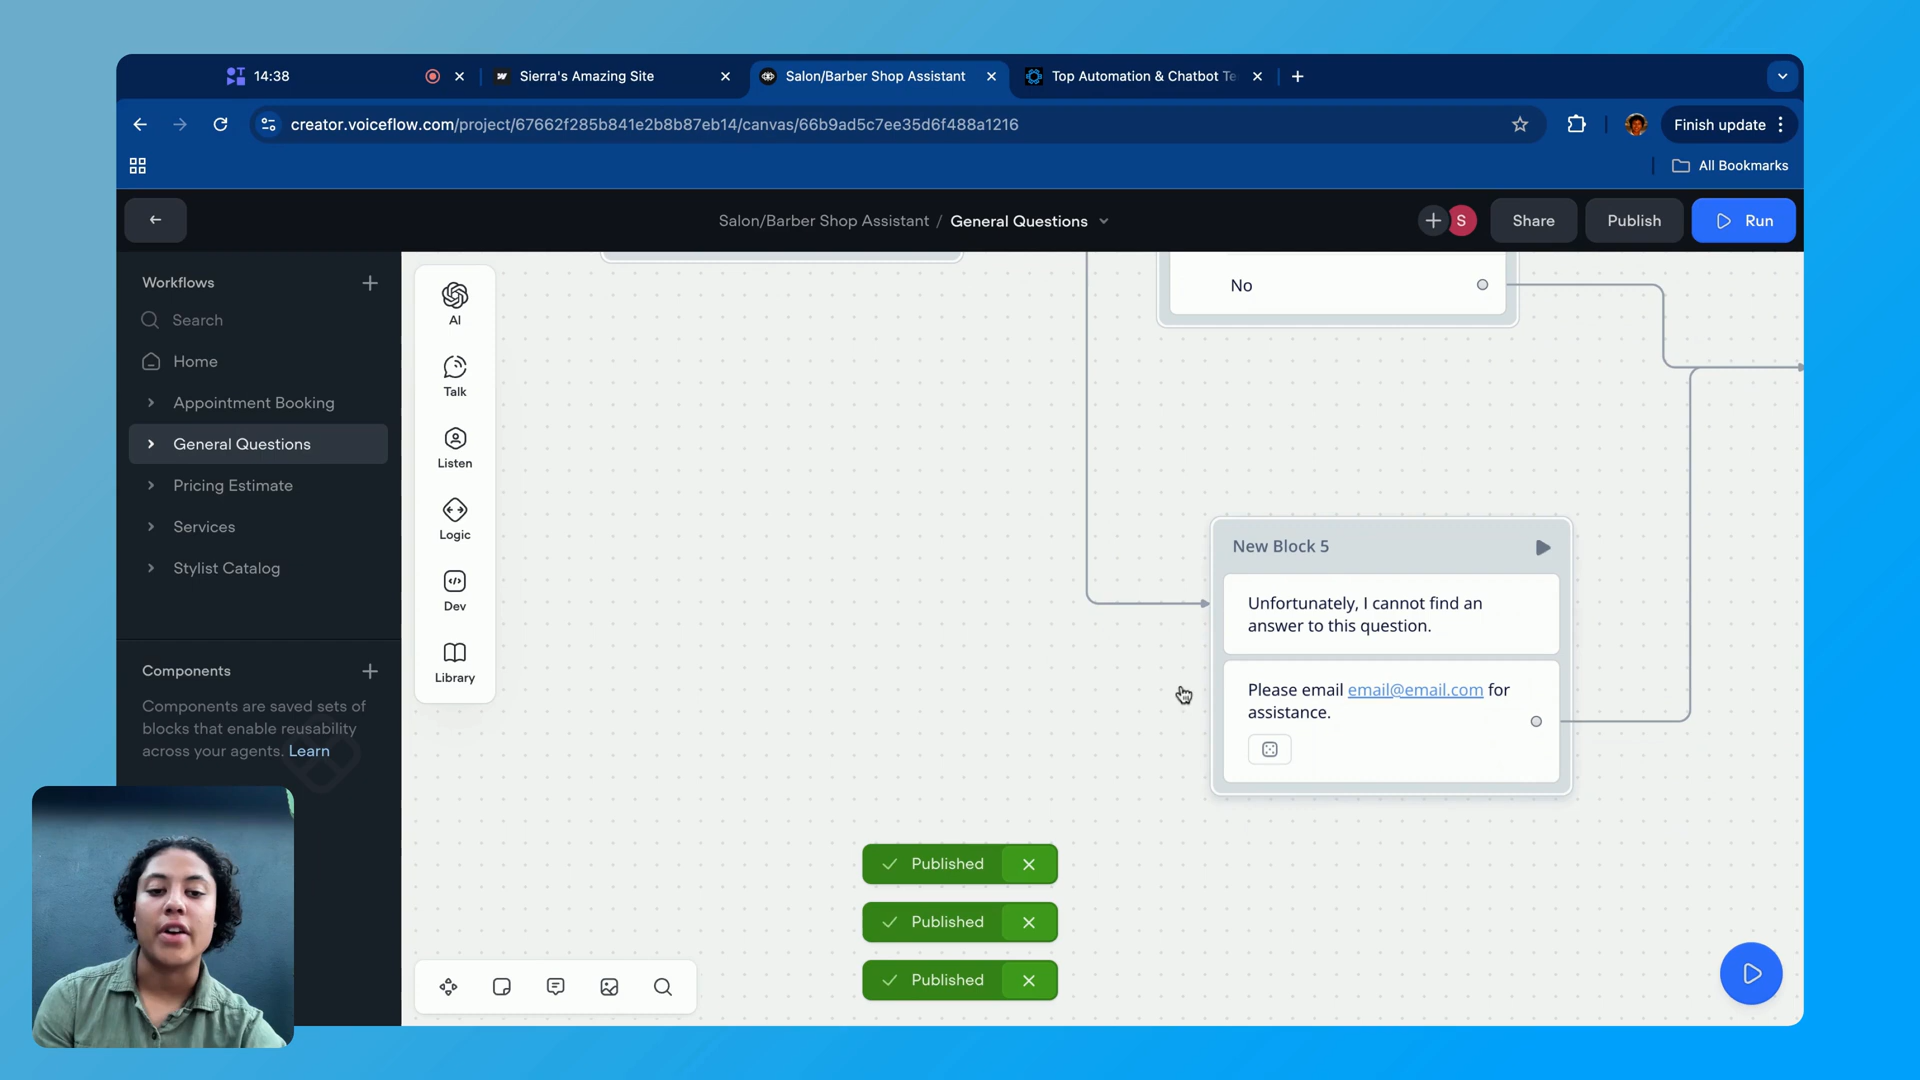 14:38
Sierra's Amazing Site
Salon/Barber Shop Assistant
Top Automation & Chatbot Te
creator.voiceflow.com/project/67662f285b841e2b8b87eb14/canvas/66b9ad5c7ee35d6f488a1216
Finish update
All Bookmarks
Salon/Barber Shop Assistant / General Questions
S
Share
Publish
Run
Workflows
Search
Home
Appointment Booking
General Questions
Pricing Estimate
Services
Stylist Catalog
Components
Components are saved sets of
blocks that enable reusability
across your agents. Learn
AI
Talk
Listen
Logic
Dev
Library
No
New Block 5
Unfortunately, I cannot find an
answer to this question.
Please email email@email.com for
assistance.
Published
Published
Published